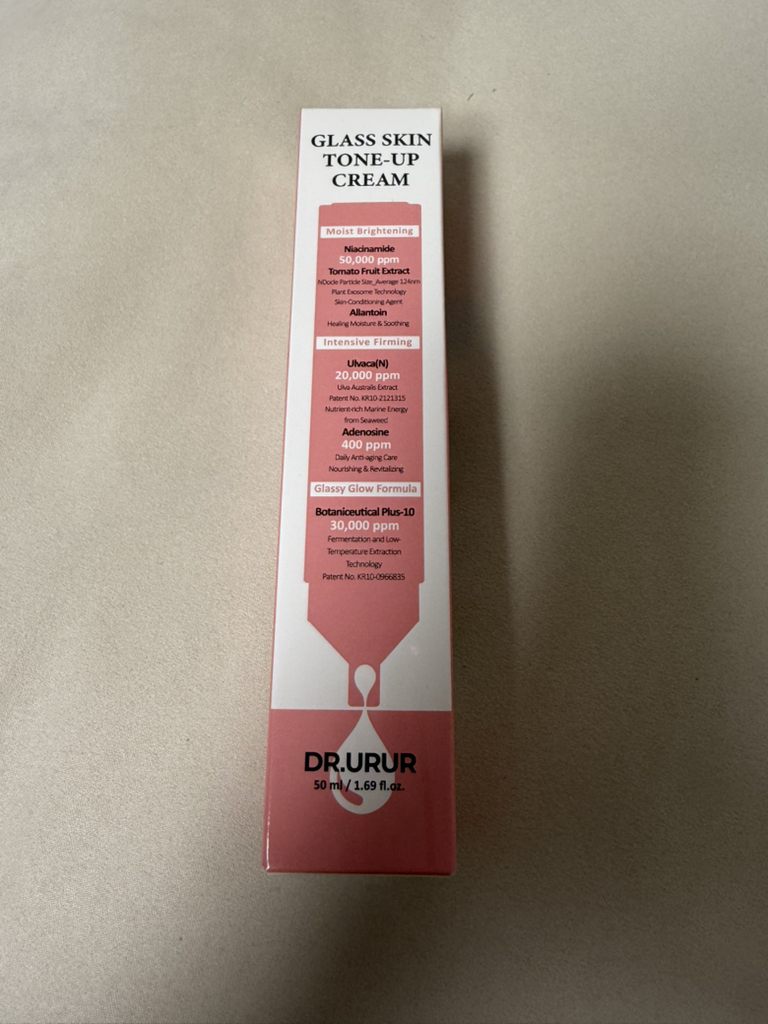 GLASS SKIN
TONE-UP
CREAM
Moist Brightening
Niacinamide
50,000 ppm
Tomato Fruit Extract
NDocle Particle Size_Average 124nm
Plant Exosome Technology
Skin-Conditioning Agent
Allantoin
Healing Moisture & Soothing
Intensive Firming
Ulvaca(N)
20,000 ppm
Ulva Australis Extract
Patent No. KR10-2121315
Nutrient-rich Marine Energy
from Seaweed
Adenosine
400 ppm
Daily Anti-aging Care
Nourishing & Revitalizing
Glassy Glow Formula
Botaniceutical Plus-10
30,000 ppm
Fermentation and Low-
Temperature Extraction
Technology
Patent No. KR10-0966835
DR.URUR
50 ml / 1.69 fl.oz.